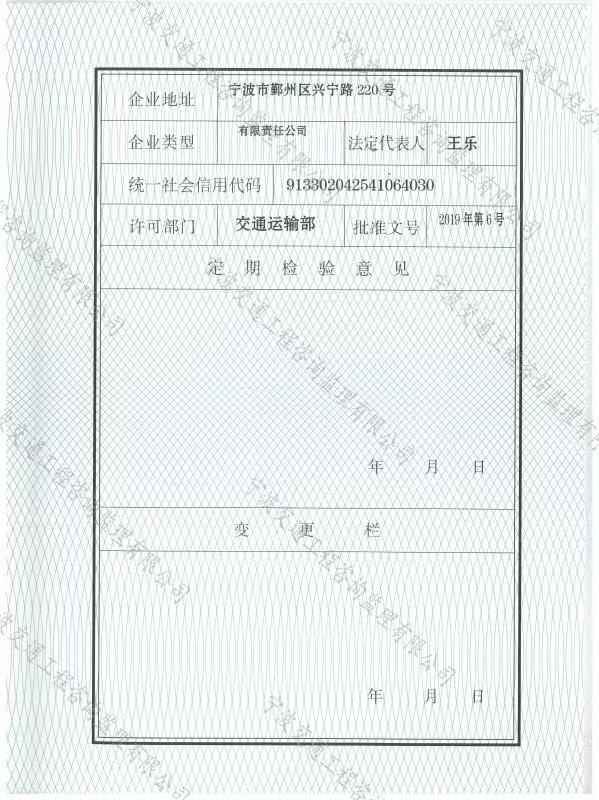 企业地址 宁波市鄞州区兴宁路 220 号
企业类型 有限责任公司 法定代表人 王乐
统一社会信用代码 913302042541064030
许可部门 交通运输部 批准文号 2019 年第 6 号
定期检验意见
年 月 日
变更栏
年 月 日
宁波交通工程咨询监理有限公司